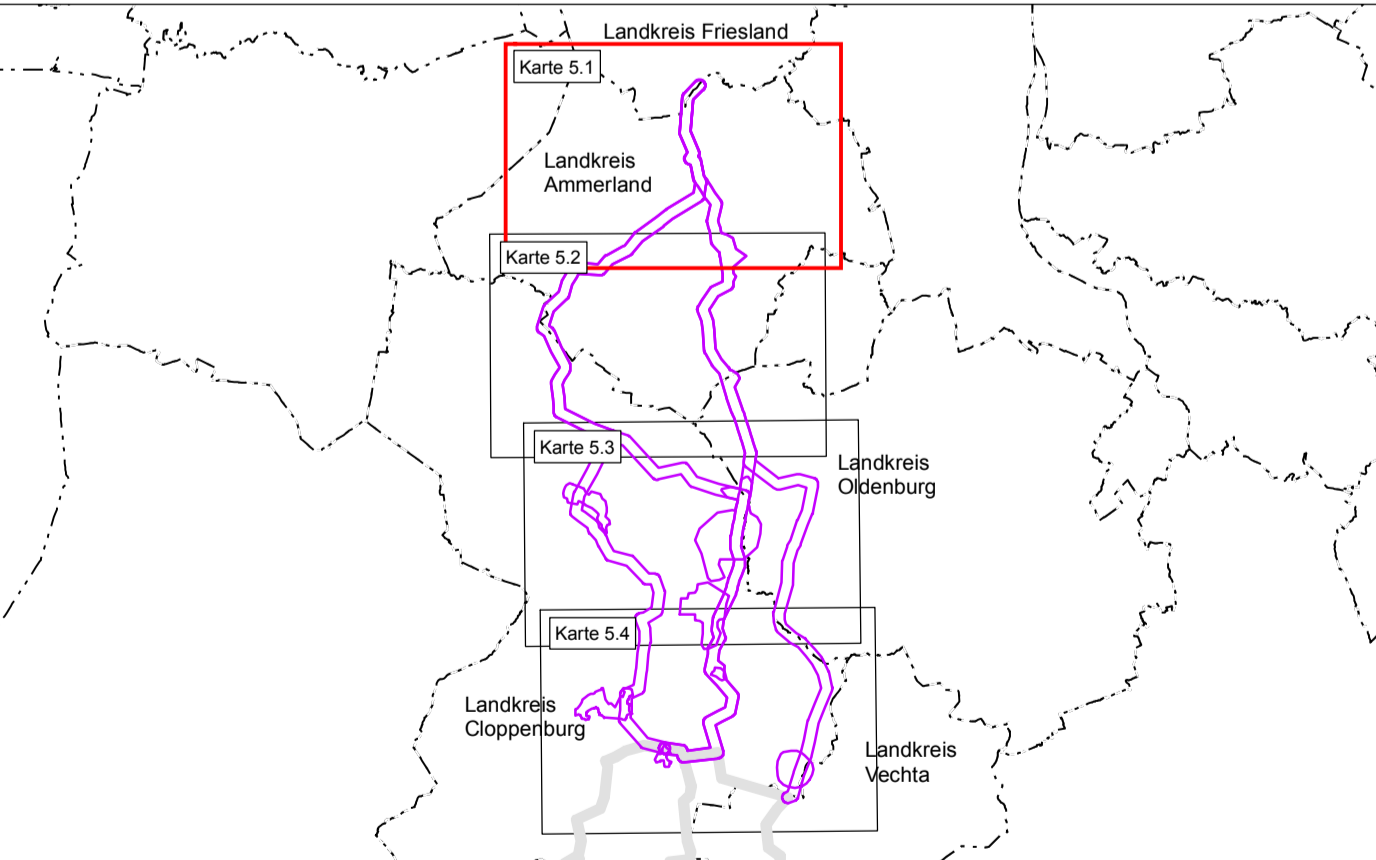 Landkreis Friesland
Karte 5.1
Landkreis
Ammerland
Karte 5.2
Karte 5.3
Landkreis
Oldenburg
Karte 5.4
Landkreis
Cloppenburg
Landkreis
Vechta